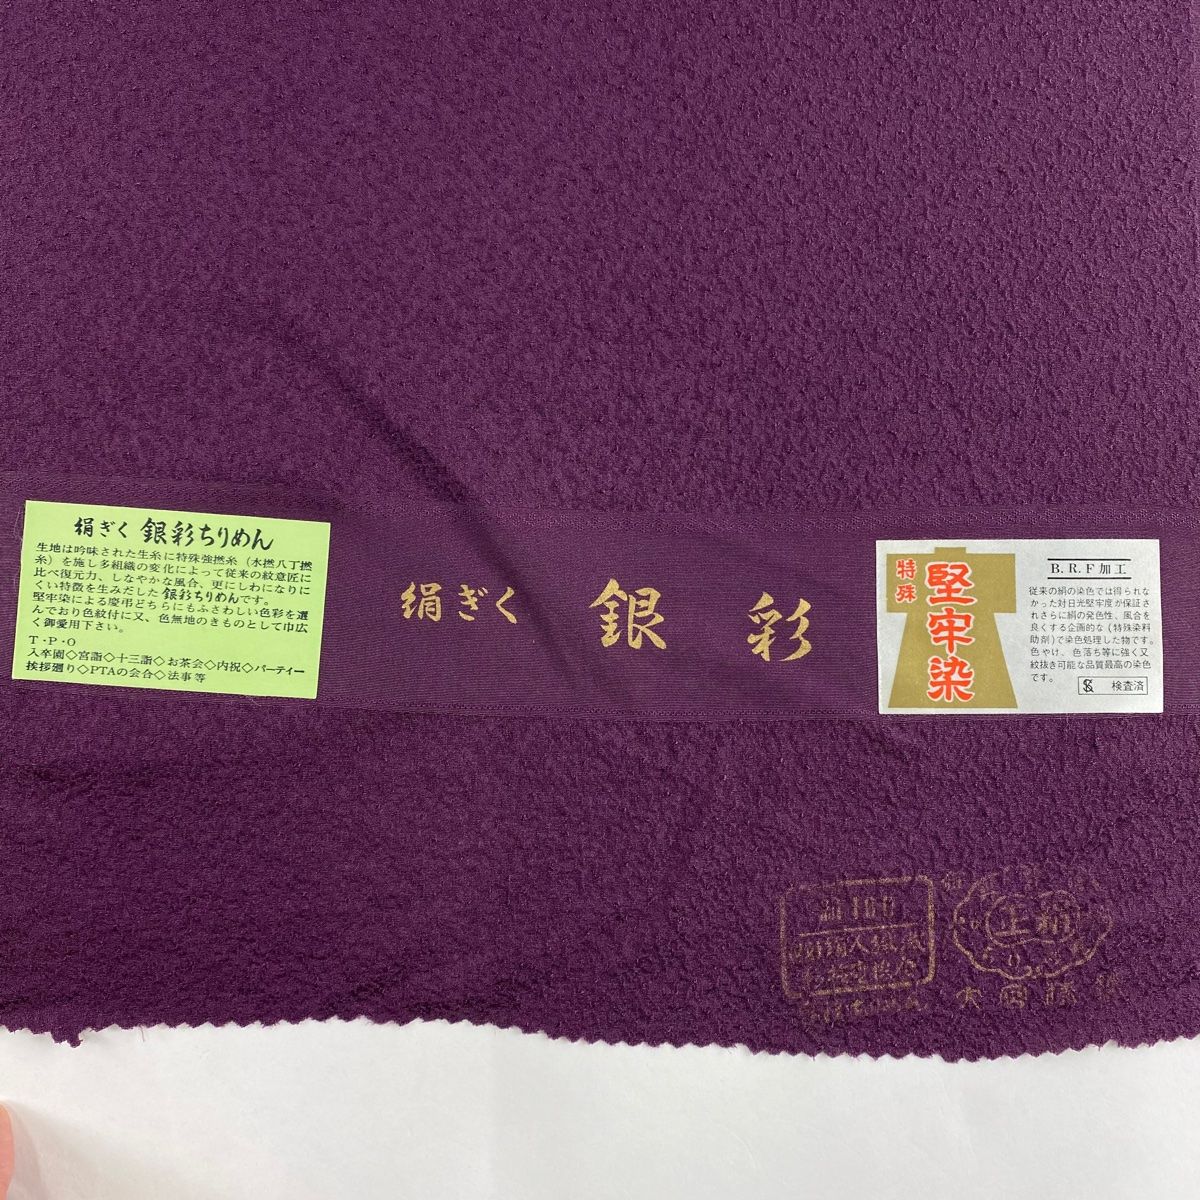 絹ぎく 銀彩ちりめん
生地は吟味された生糸に特殊強撚糸（水撚八丁撚
糸）を施し多組織の変化によって従来の紋意匠に
比べ復元力、しなやかな風合、更にしわになりに
くい特徴を生みだした銀彩ちりめんです。
堅牢染による慶弔どちらにもふさわしい色彩を選
んでおり色紋付に又、色無地のきものとして巾広
く御愛用下さい。
T・P・O
入卒園◇宮詣◇十三詣◇お茶会◇内祝◇パーティー
挨拶廻り◇PTAの会合◇法事等
絹ぎく 銀彩
特殊
堅牢染
B.R.F加工
従来の絹の染色では得られな
かった対日光堅牢度が保証さ
れさらに絹の発色性、風合を
良くする企画的な(特殊染料
助剤)で染色処理した物です。
色やけ、色落ち等に強く又
紋抜き可能な品質最高の染色
です。
検査済
絹100